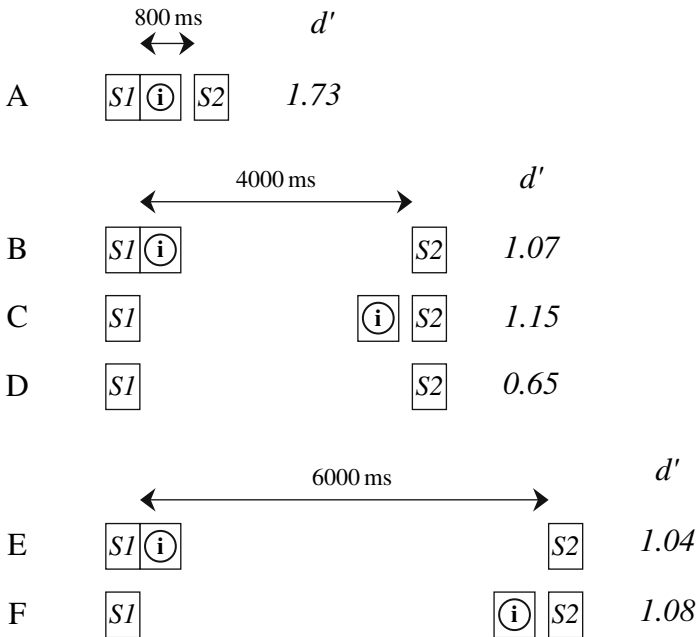 800 ms d'
A S1 i S2 1.73
4000 ms d'
B S1 i S2 1.07
C S1 i S2 1.15
D S1 S2 0.65
6000 ms d'
E S1 i S2 1.04
F S1 i S2 1.08